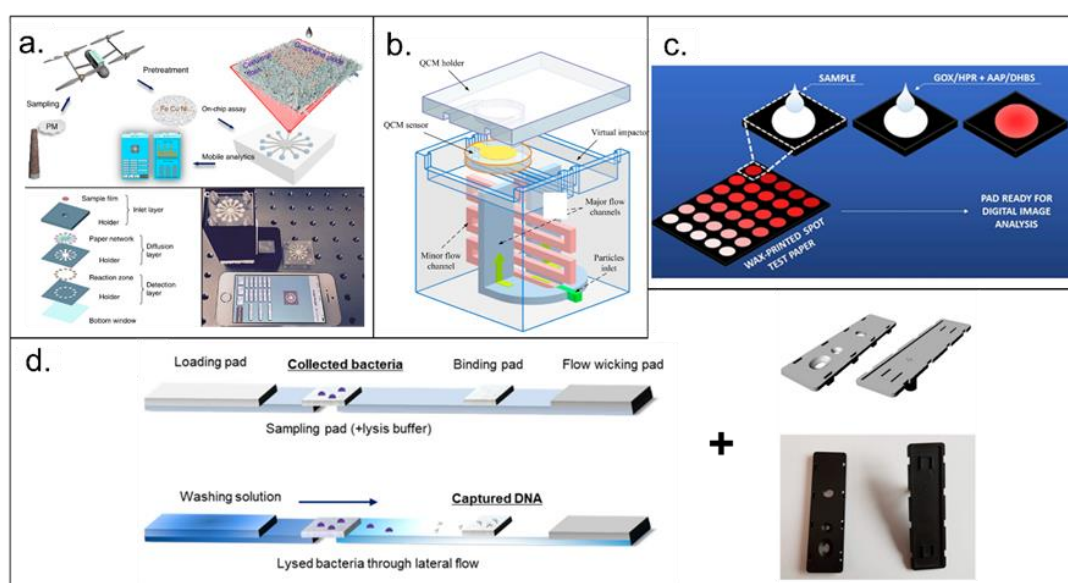 a.
Pretreatment
Cellulose fiber
Graphene oxide
Sampling
PM
Fe Cu Ni
On-chip assay
Mobile analytics
Sample film
Holder
Inlet layer
Paper network
Holder
Diffusion
layer
Reaction zone
Holder
Detection
layer
Bottom window
b.
QCM holder
QCM sensor
Virtual impactor
Major flow
channels
Minor flow
channel
Particles
inlet
c.
SAMPLE
GOX/HPR + AAP/DHBS
WAX-PRINTED SPOT
TEST PAPER
PAD READY FOR
DIGITAL IMAGE
ANALYSIS
d.
Loading pad
Collected bacteria
Binding pad
Flow wicking pad
Sampling pad (+lysis buffer)
+
Washing solution
Captured DNA
Lysed bacteria through lateral flow